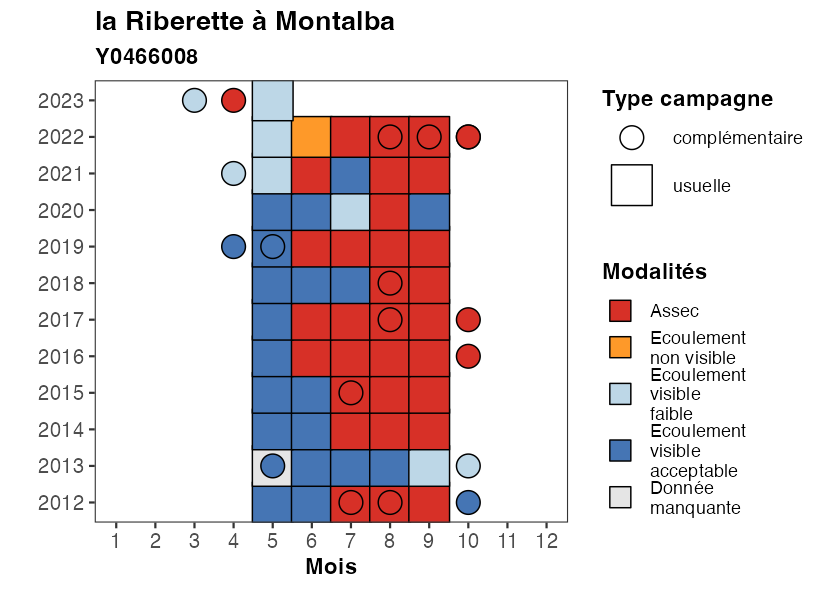 la Riberette à Montalba
Y0466008
2023
2022
2021
2020
2019
2018
2017
2016
2015
2014
2013
2012
1 2 3 4 5 6 7 8 9 10 11 12
Mois
Type campagne
complémentaire
usuelle
Modalités
Assec
Ecoulement
non visible
Ecoulement
visible
faible
Ecoulement
visible
acceptable
Donnée
manquante